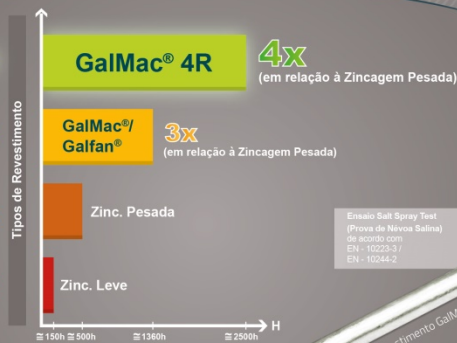 H
GalMac® 4R
4x
(em relação à Zincagem Pesada)
GalMac®/
Galfan®
3x
(em relação à Zincagem Pesada)
Tipos de Revestimento
Zinc. Pesada
Ensaio Salt Spray Test
(Prova de Névoa Salina)
de acordo com
EN - 10223-3 /
EN - 10244-2
Zinc. Leve
H
≅ 150h ≅ 500h ≅ 1360h ≅ 2500h
stimento GalM